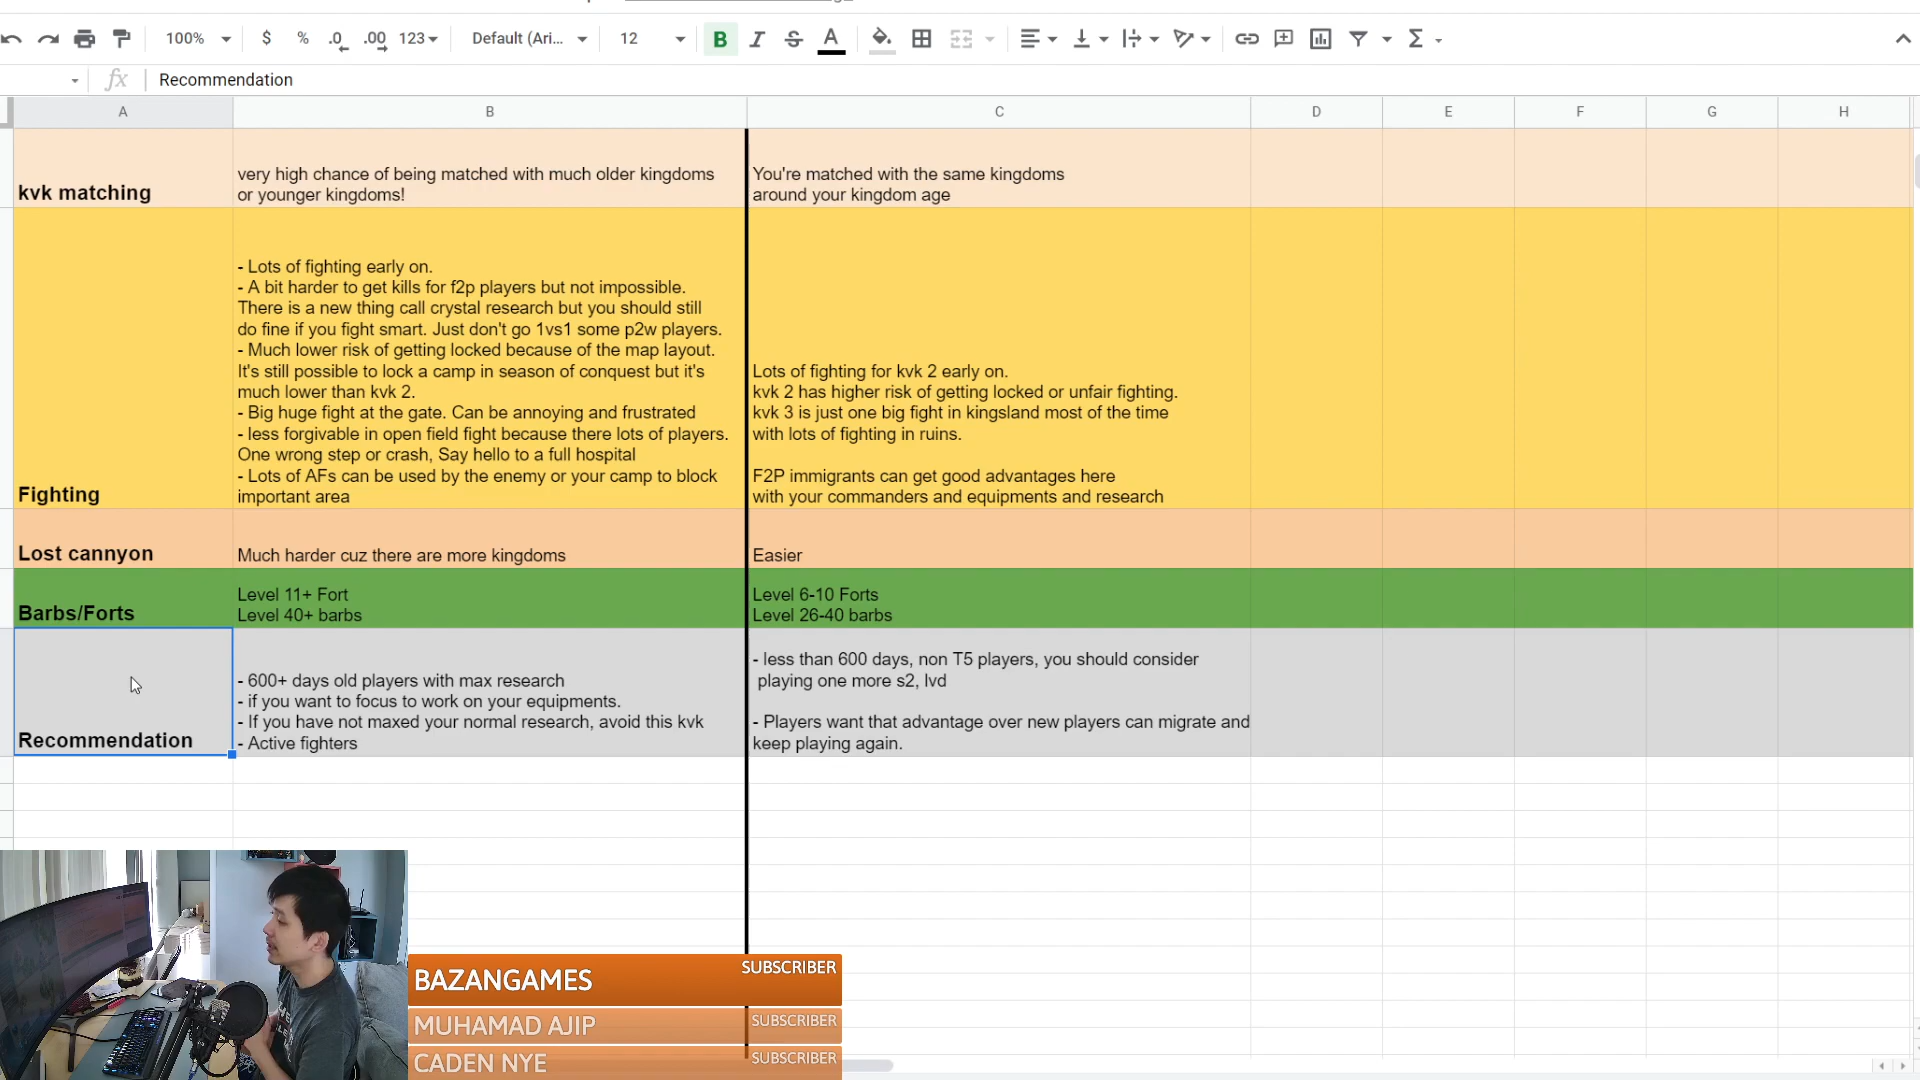 100%
$
%
.0
.00
123
Default (Ari...
12
B
I
S
A
Σ
fx
Recommendation
A
B
C
D
E
F
G
H
kvk matching
very high chance of being matched with much older kingdoms
or younger kingdoms!
You're matched with the same kingdoms
around your kingdom age
Fighting
- Lots of fighting early on.
- A bit harder to get kills for f2p players but not impossible.
There is a new thing call crystal research but you should still
do fine if you fight smart. Just don't go 1vs1 some p2w players.
- Much lower risk of getting locked because of the map layout.
It's still possible to lock a camp in season of conquest but it's
much lower than kvk 2.
- Big huge fight at the gate. Can be annoying and frustrated
- less forgivable in open field fight because there lots of players.
One wrong step or crash, Say hello to a full hospital
- Lots of AFs can be used by the enemy or your camp to block
important area
Lots of fighting for kvk 2 early on.
kvk 2 has higher risk of getting locked or unfair fighting.
kvk 3 is just one big fight in kingsland most of the time
with lots of fighting in ruins.
F2P immigrants can get good advantages here
with your commanders and equipments and research
Lost cannyon
Much harder cuz there are more kingdoms
Easier
Barbs/Forts
Level 11+ Fort
Level 40+ barbs
Level 6-10 Forts
Level 26-40 barbs
Recommendation
- 600+ days old players with max research
- if you want to focus to work on your equipments.
- If you have not maxed your normal research, avoid this kvk
- Active fighters
- less than 600 days, non T5 players, you should consider
playing one more s2, lvd
- Players want that advantage over new players can migrate and
keep playing again.
BAZANGAMES SUBSCRIBER
MUHAMAD AJIP SUBSCRIBER
CADEN NYE SUBSCRIBER